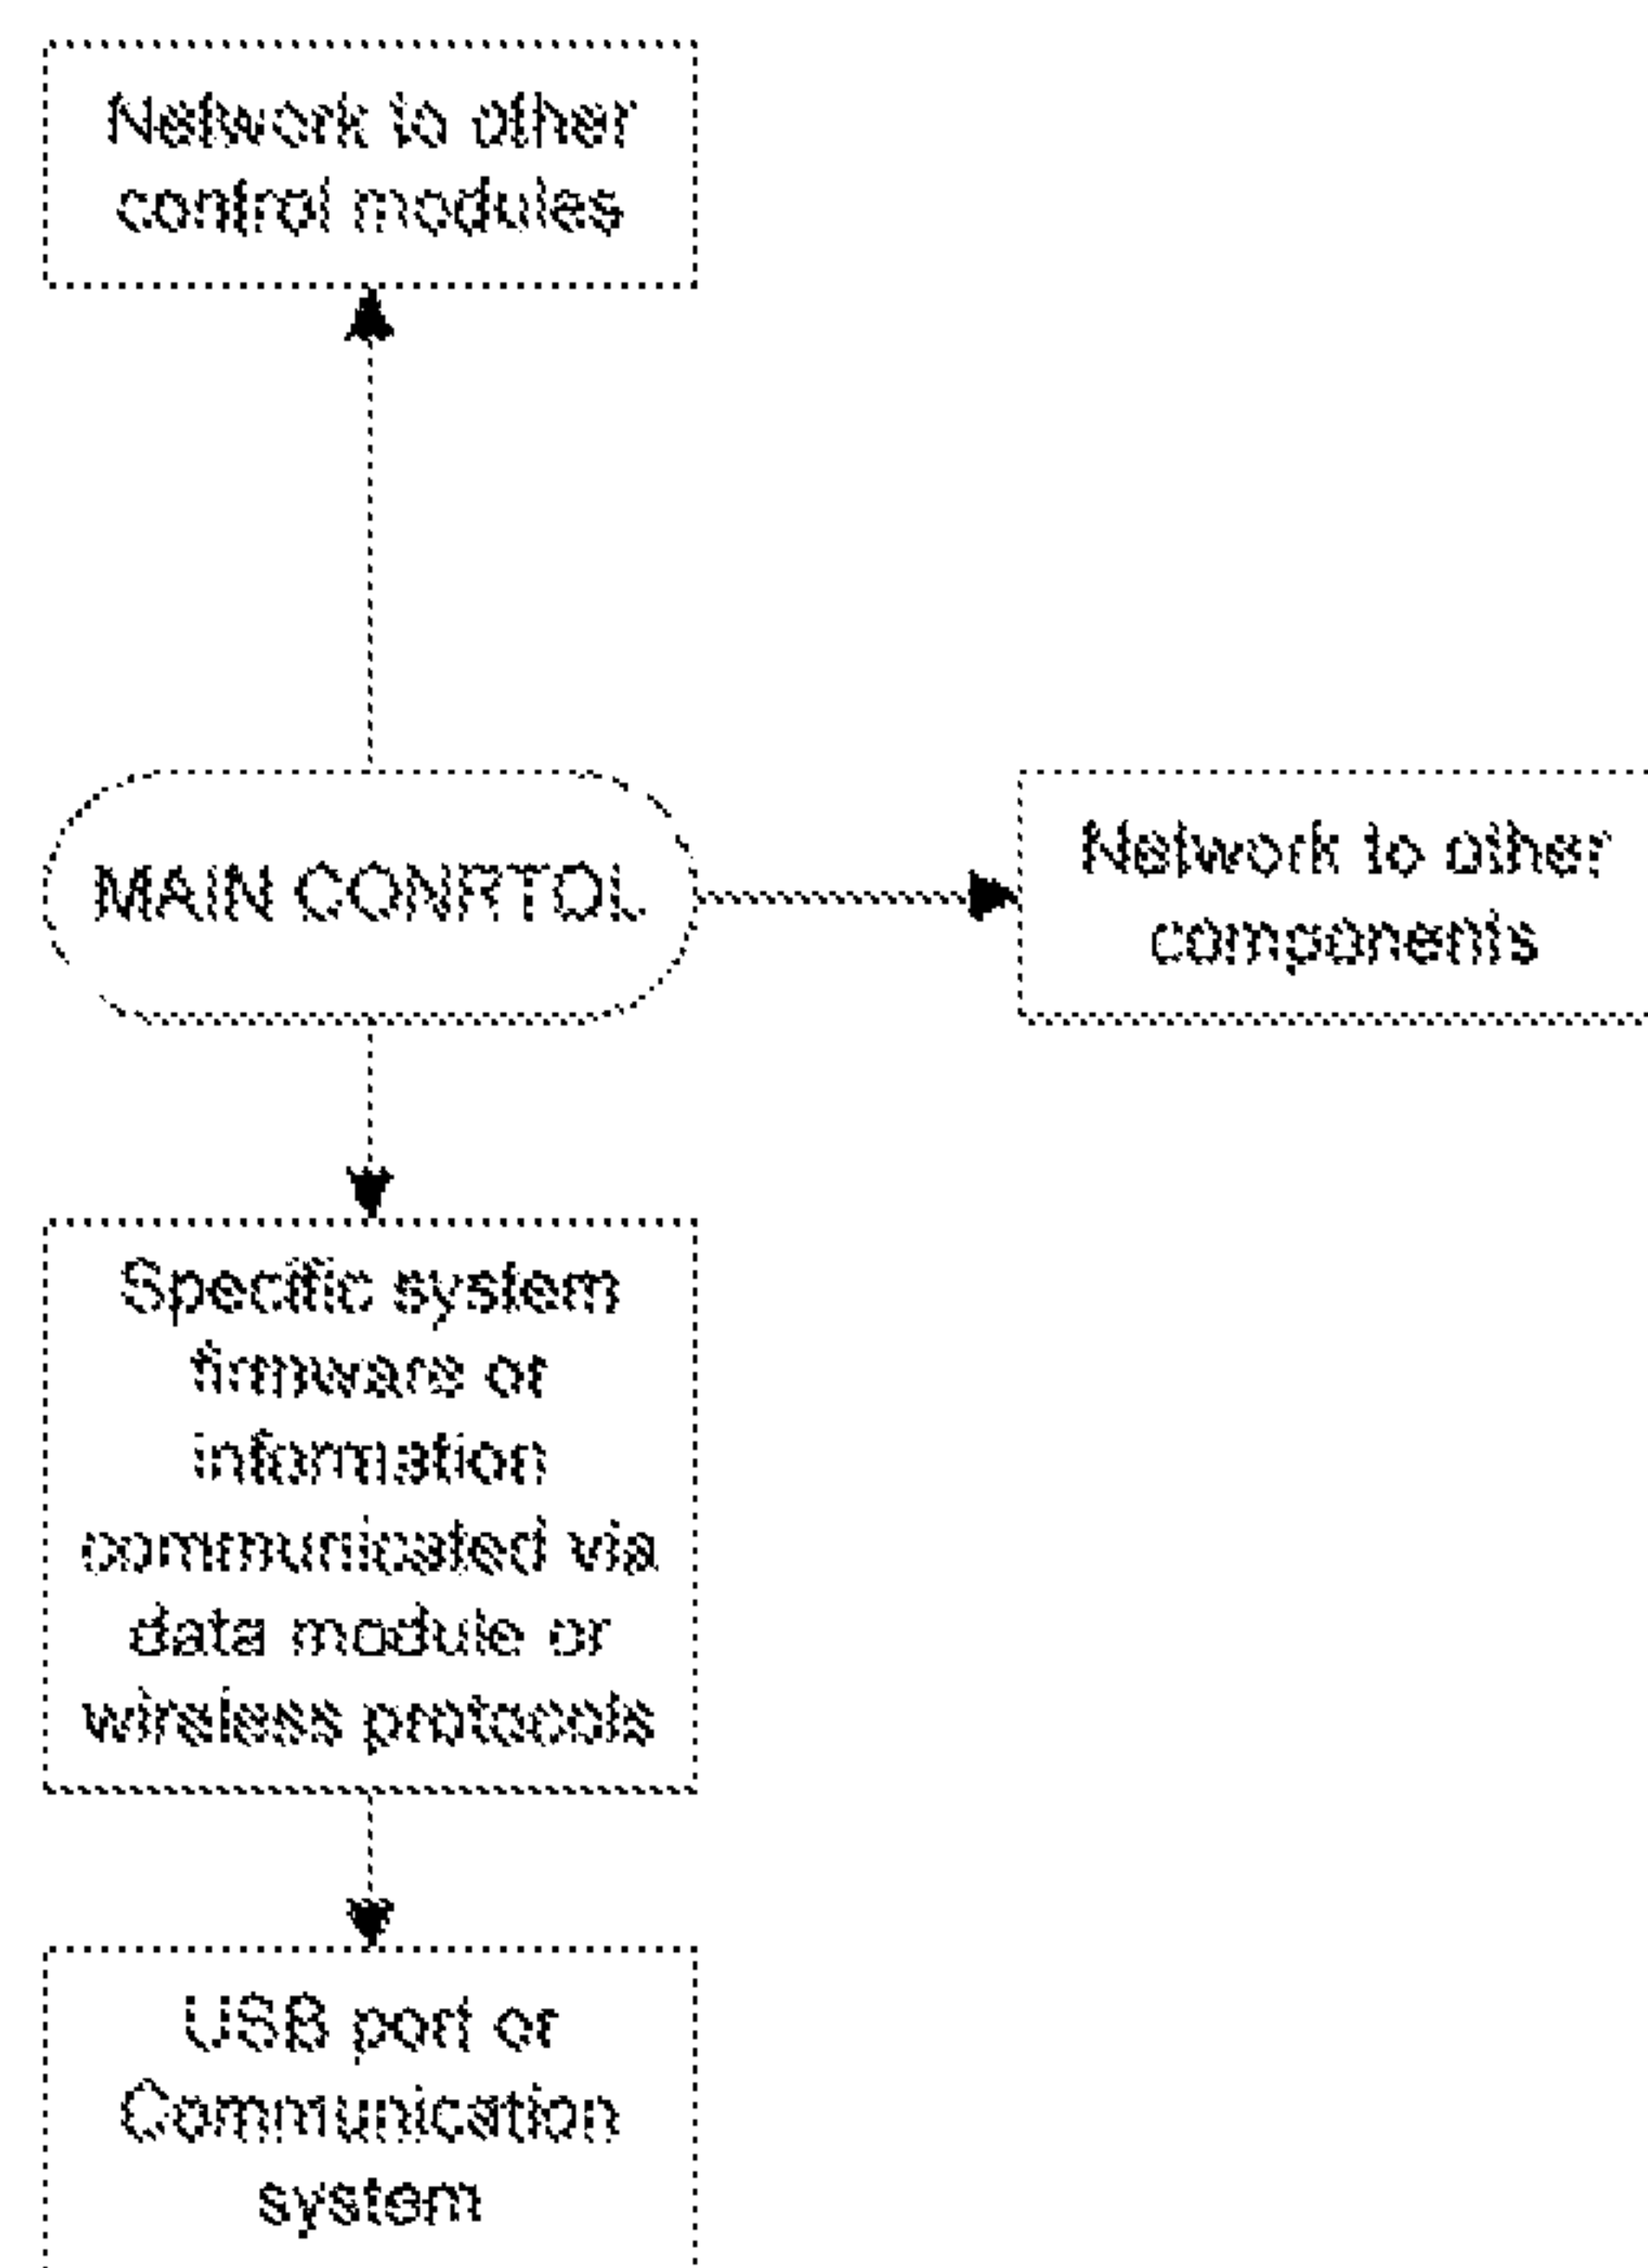 Network to other
control modules
MAIN CONRTOL
Network to other
components
Specific system
firmware or
information
communicated via
data module or
wireless protocols
USB port or
Communication
system